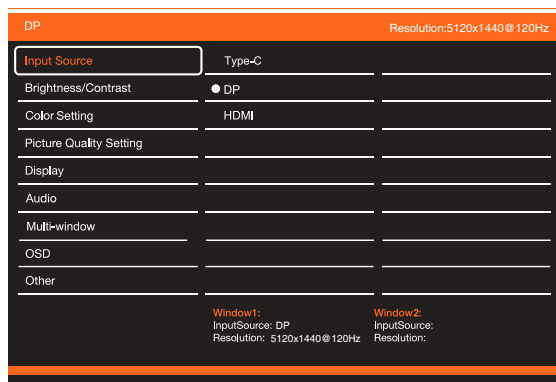 DP Resolution:5120x1440@120Hz
Input Source Type-C
Brightness/Contrast DP
Color Setting HDMI
Picture Quality Setting
Display
Audio
Multi-window
OSD
Other
Window1: Window2:
InputSource: DP InputSource:
Resolution: 5120x1440@120Hz Resolution: